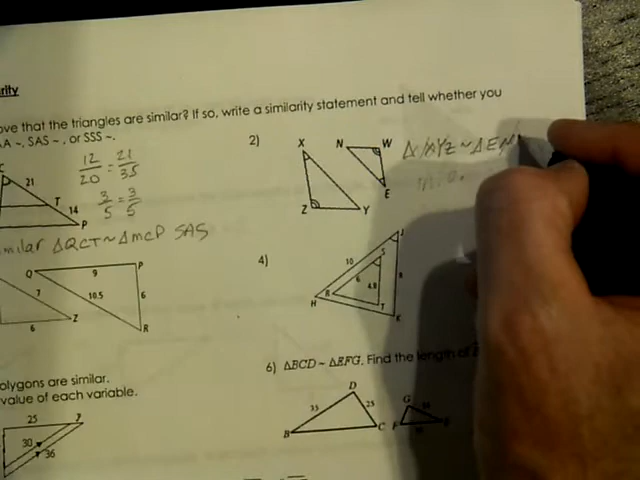 rity
ove that the triangles are similar? If so, write a similarity statement and tell whether you
A ~, SAS ~ , or SSS ~.
C
21
T
14
P
12/20 = 21/35
3/5 = 3/5
milar ΔQCT ~ ΔMCP SAS
2)
X
N
W
Z
Y
E
~ ΔEN
Q
9
P
7
10.5
6
6
Z
R
4)
J
10
S
6
4.8
8
H
R
T
K
olygons are similar.
value of each variable.
25
30
36
6) ΔBCD ~ ΔEFG. Find the length of
D
35
25
B
C
G
F